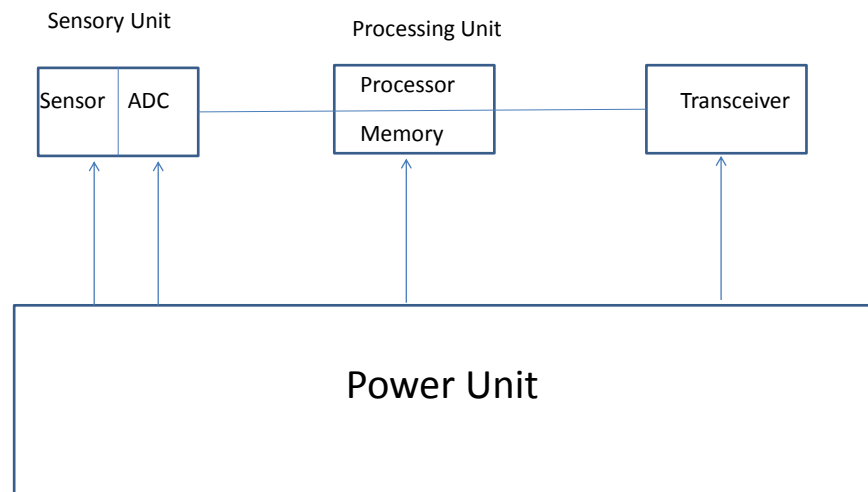 Sensory Unit
Processing Unit
Sensor ADC
Processor
Memory
Transceiver
Power Unit